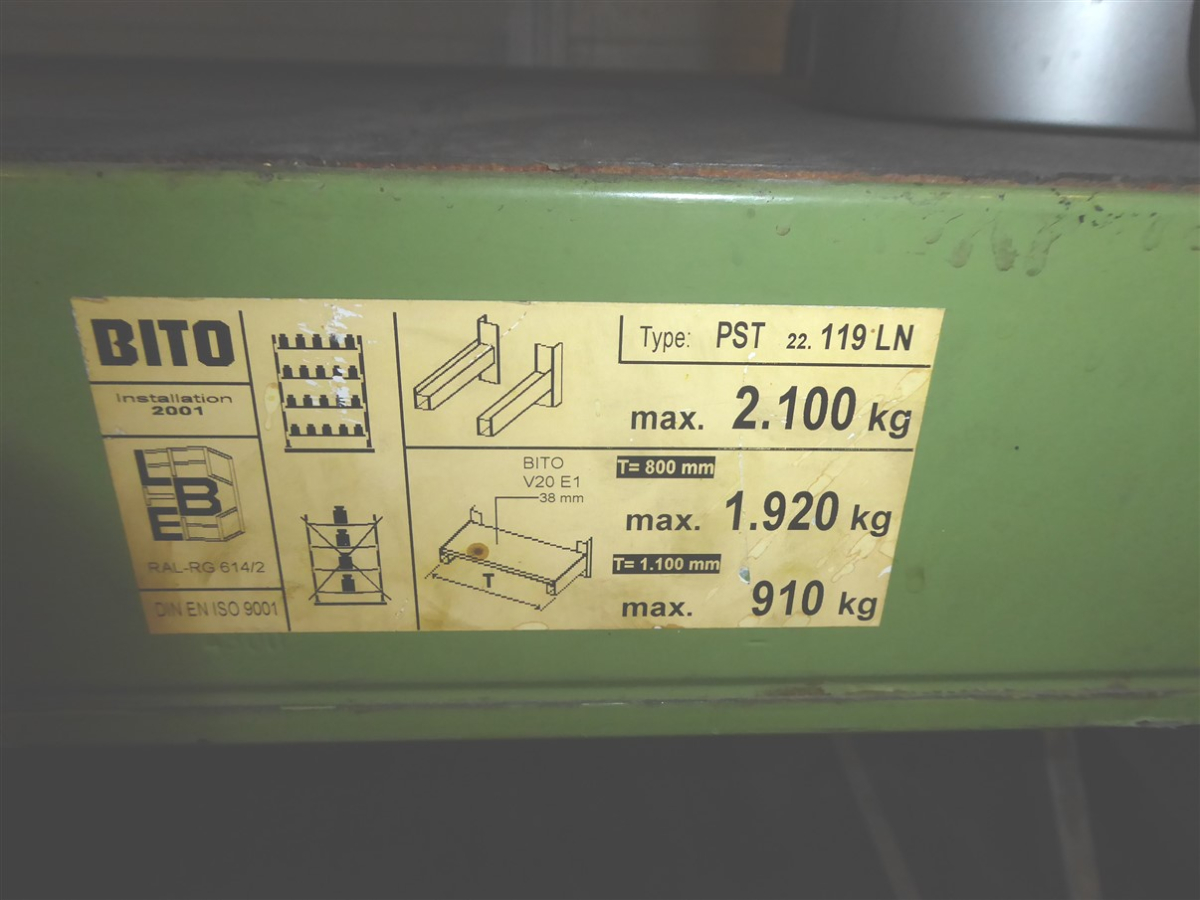 BITO
Installation
2001
LBE
RAL-RG 614/2
DIN EN ISO 9001
Type: PST 22. 119 LN
max. 2.100 kg
BITO
V20 E1
38 mm
T
T= 800 mm
max. 1.920 kg
T= 1.100 mm
max. 910 kg